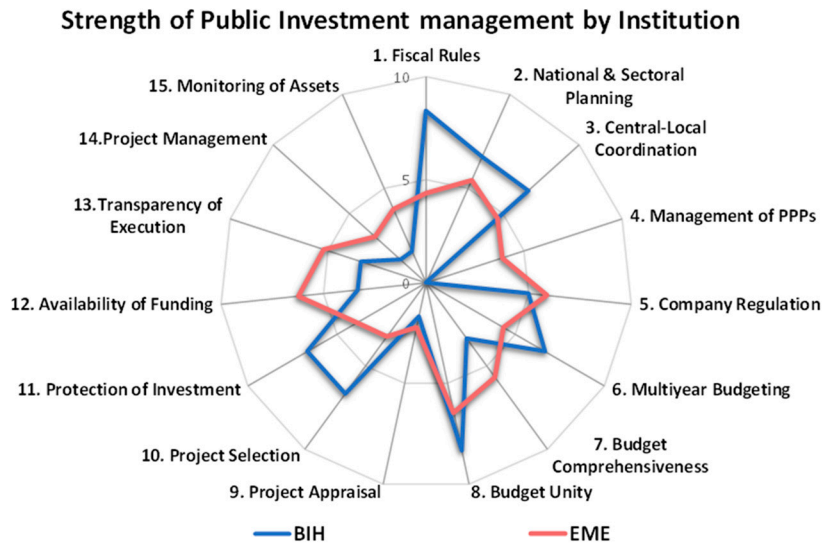 Strength of Public Investment management by Institution
1. Fiscal Rules
10
2. National & Sectoral
Planning
3. Central-Local
Coordination
4. Management of PPPs
5. Company Regulation
6. Multiyear Budgeting
7. Budget
Comprehensiveness
8. Budget Unity
9. Project Appraisal
10. Project Selection
11. Protection of Investment
12. Availability of Funding
13.Transparency of
Execution
14.Project Management
15. Monitoring of Assets
5
0
BIH
EME